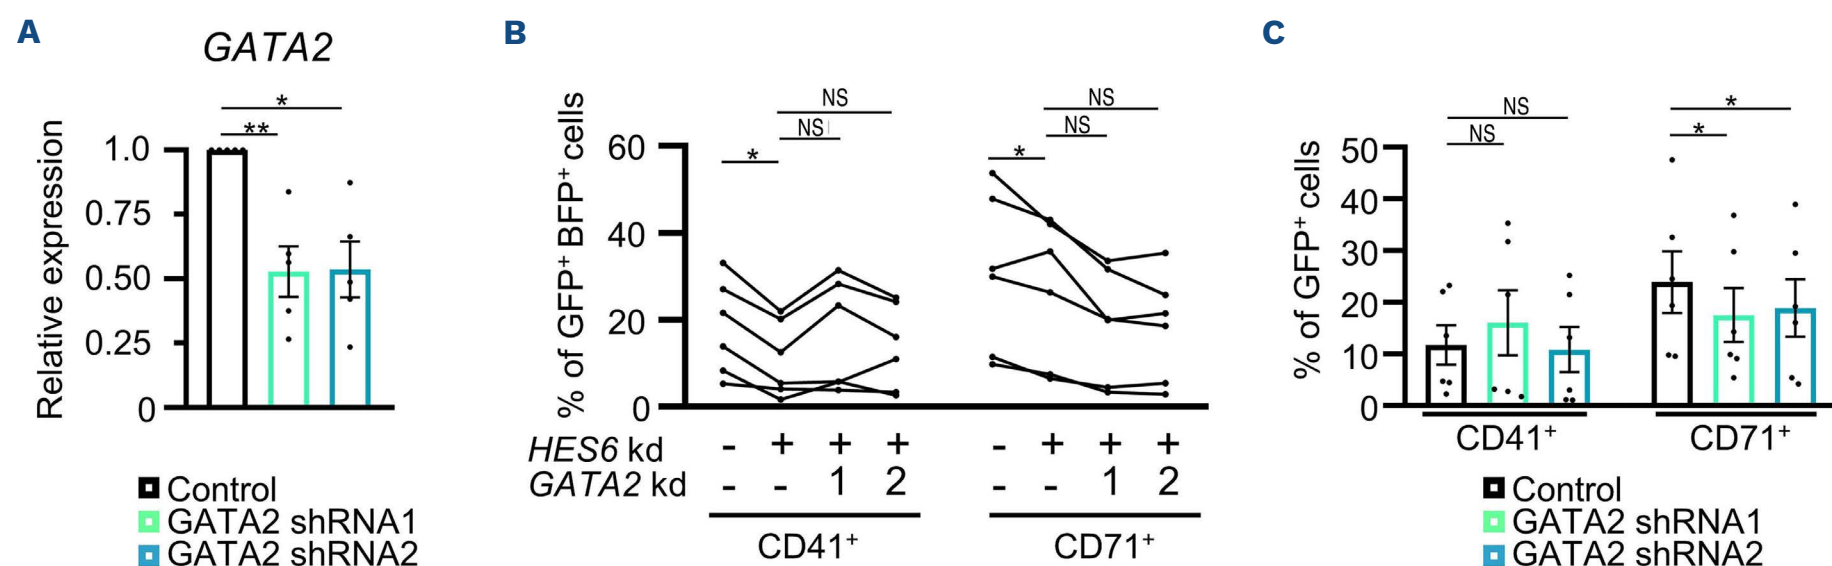 A
GATA2
*
**
Relative expression
1.0
0.75
0.50
0.25
0
Control
GATA2 shRNA1
GATA2 shRNA2
B
% of GFP+ BFP+ cells
60
40
20
0
NS
NS
*
NS
NS
*
HES6 kd - + + + - + + +
GATA2 kd - - 1 2 - - 1 2
CD41+ CD71+
C
% of GFP+ cells
50
40
30
20
10
0
NS
NS
*
*
CD41+ CD71+
Control
GATA2 shRNA1
GATA2 shRNA2